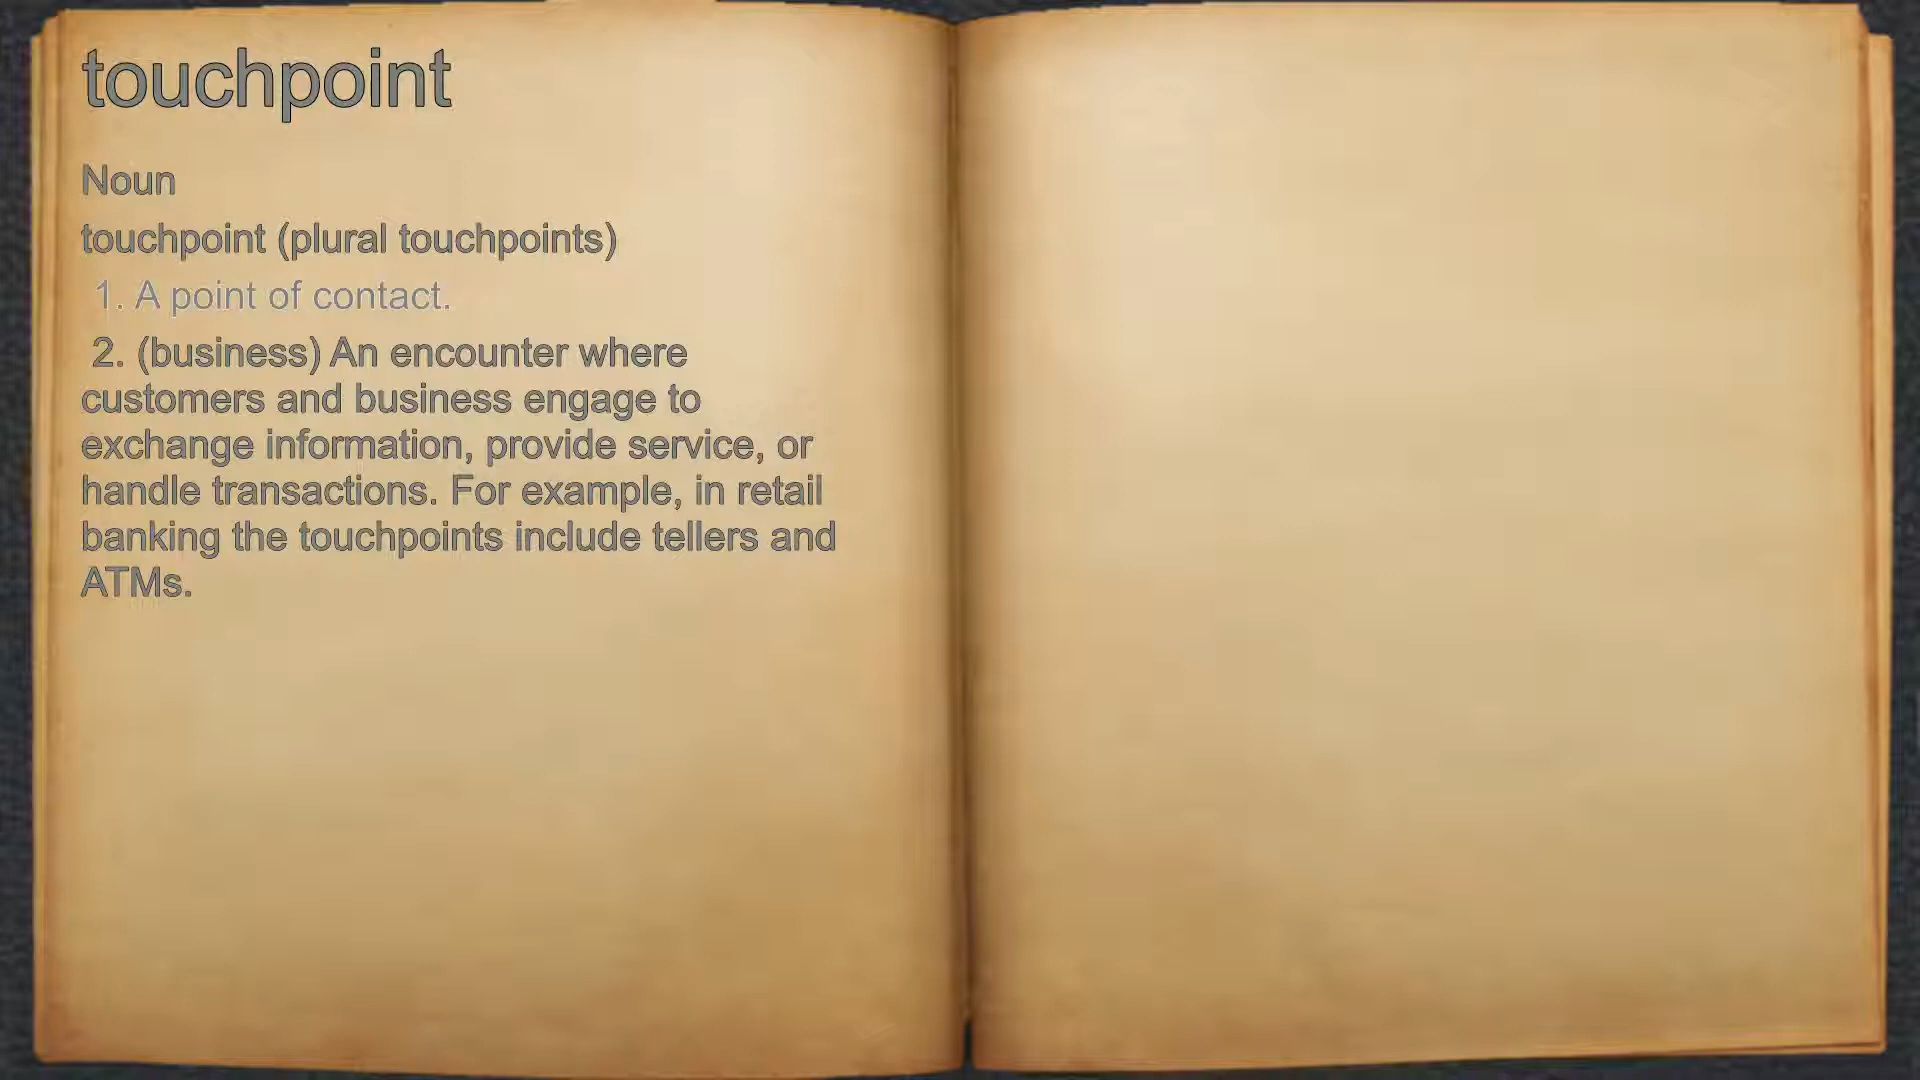 touchpoint
Noun
touchpoint (plural touchpoints)
1. A point of contact.
2. (business) An encounter where
customers and business engage to
exchange information, provide service, or
handle transactions. For example, in retail
banking the touchpoints include tellers and
ATMs.